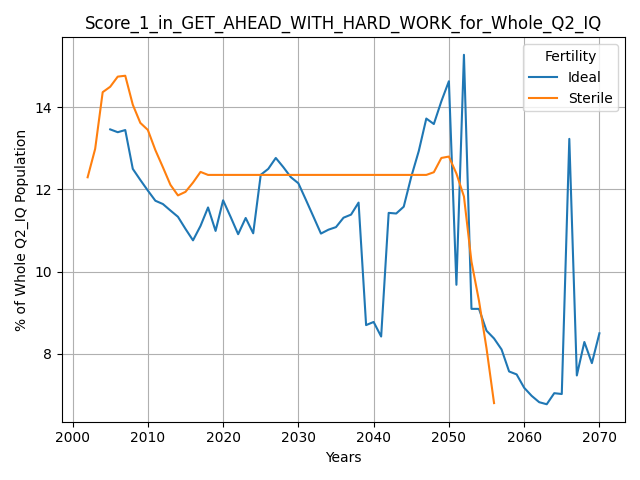 Score_1_in_GET_AHEAD_WITH_HARD_WORK_for_Whole_Q2_IQ
Fertility
Ideal
Sterile
% of Whole Q2_IQ Population
14
12
10
8
2000 2010 2020 2030 2040 2050 2060 2070
Years